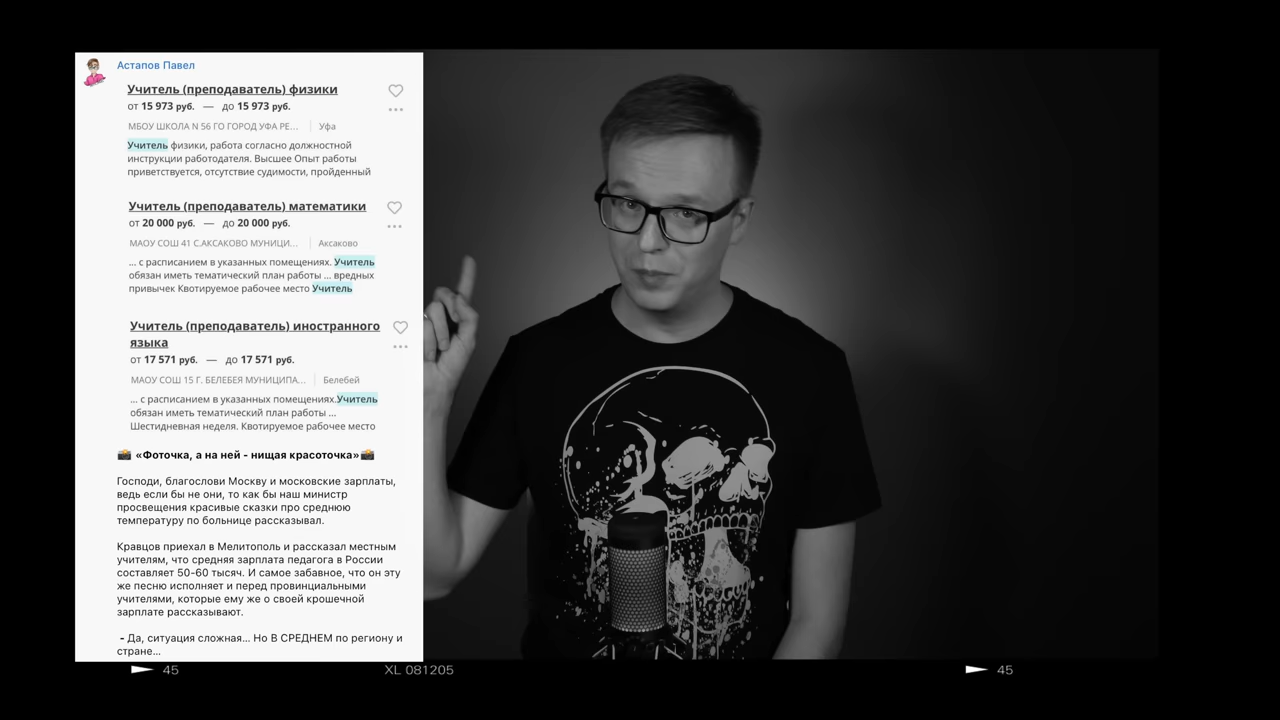 Астапов Павел
Учитель (преподаватель) физики
от 15 973 руб. — до 15 973 руб.
МБОУ ШКОЛА N 56 ГО ГОРОД УФА РЕ... Уфа
Учитель физики, работа согласно должностной
инструкции работодателя. Высшее Опыт работы
приветствуется, отсутствие судимости, пройденный
Учитель (преподаватель) математики
от 20 000 руб. — до 20 000 руб.
МАОУ СОШ 41 С.АКСАКОВО МУНИЦИ... Аксаково
... с расписанием в указанных помещениях. Учитель
обязан иметь тематический план работы ... вредных
привычек Квотируемое рабочее место Учитель
Учитель (преподаватель) иностранного
языка
от 17 571 руб. — до 17 571 руб.
МАОУ СОШ 15 Г. БЕЛЕБЕЯ МУНИЦИПА... Белебей
... с расписанием в указанных помещениях.Учитель
обязан иметь тематический план работы ...
Шестидневная неделя. Квотируемое рабочее место
📸 «Фоточка, а на ней - нищая красоточка»📸
Господи, благослови Москву и московские зарплаты,
ведь если бы не они, то как бы наш министр
просвещения красивые сказки про среднюю
температуру по больнице рассказывал.
Кравцов приехал в Мелитополь и рассказал местным
учителям, что средняя зарплата педагога в России
составляет 50-60 тысяч. И самое забавное, что он эту
же песню исполняет и перед провинциальными
учителями, которые ему же о своей крошечной
зарплате рассказывают.
- Да, ситуация сложная... Но В СРЕДНЕМ по региону и
стране...
45 XL 081205 45